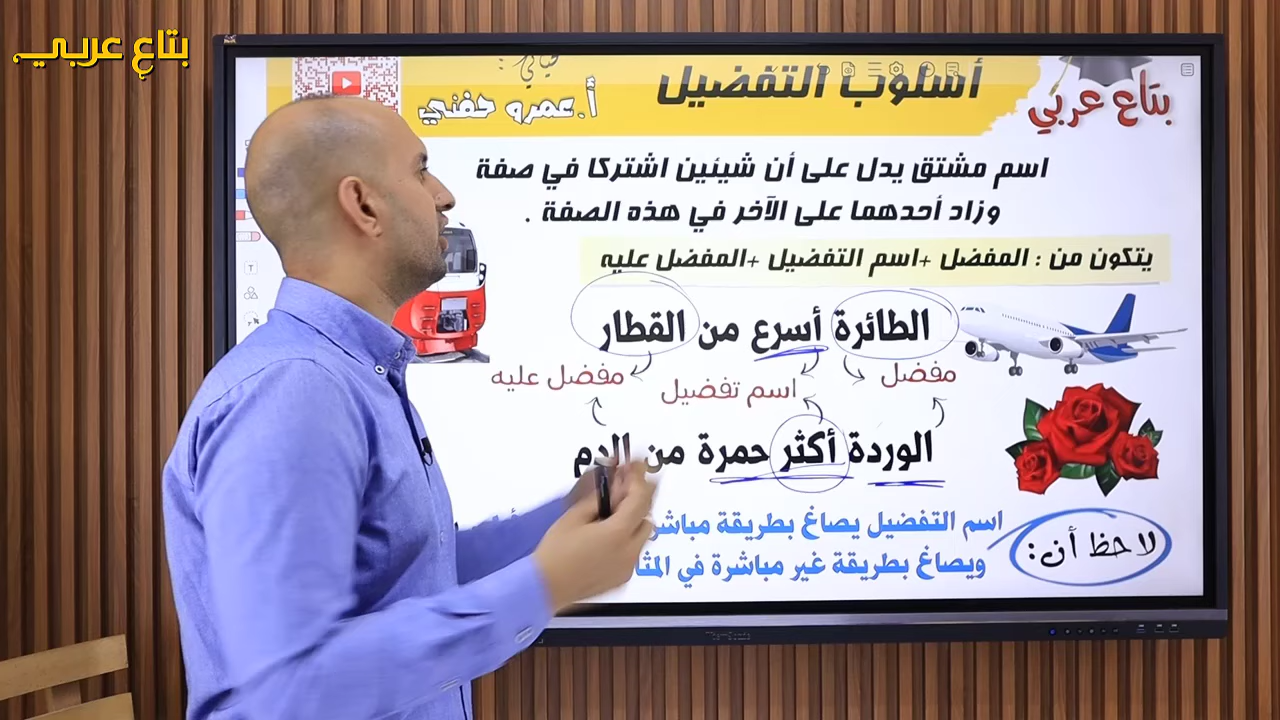 بتاع عربي
بتاع عربي
أسلوب التفضيل
أ.عمرو حفني
اسم مشتق يدل على أن شيئين اشتركا في صفة
وزاد أحدهما على الآخر في هذه الصفة .
يتكون من : المفضل +اسم التفضيل +المفضل عليه
الطائرة أسرع من القطار
مفضل اسم تفضيل مفضل عليه
الوردة أكثر حمرة من الدم
لاحظ أن:
اسم التفضيل يصاغ بطريقة
ويصاغ بطريقة غير مباشرة في